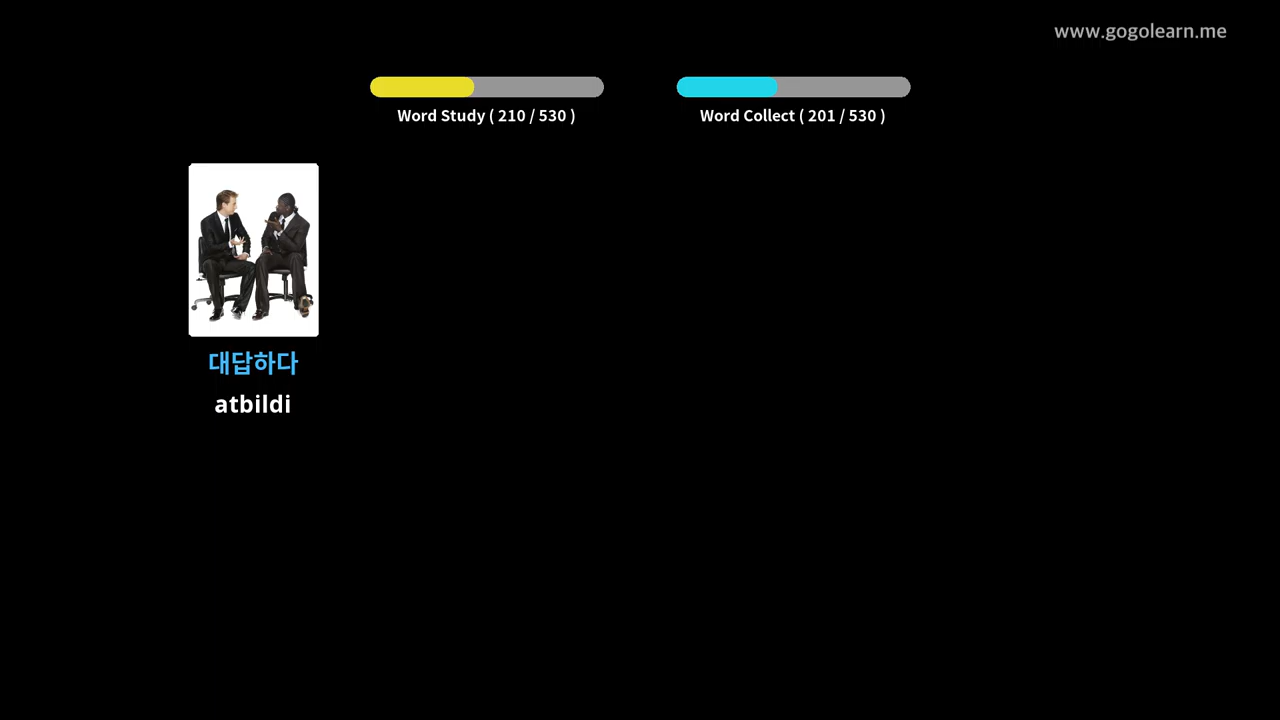 www.gogolearn.me
Word Study ( 210 / 530 )
Word Collect ( 201 / 530 )
대답하다
atbildi